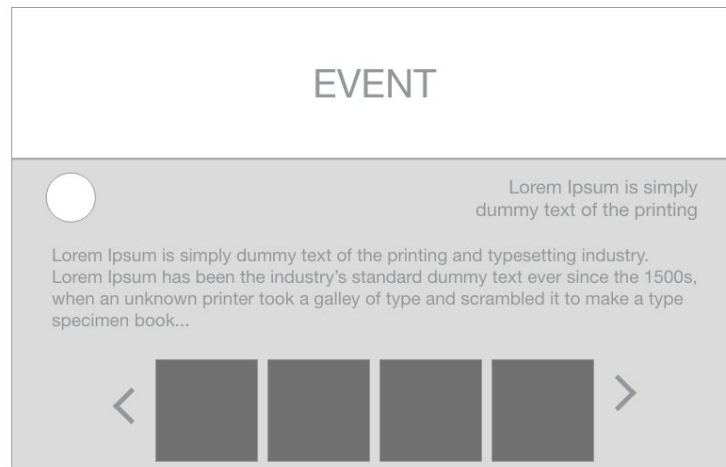 EVENT
Lorem Ipsum is simply
dummy text of the printing
Lorem Ipsum is simply dummy text of the printing and typesetting industry.
Lorem Ipsum has been the industry's standard dummy text ever since the 1500s,
when an unknown printer took a galley of type and scrambled it to make a type
specimen book...